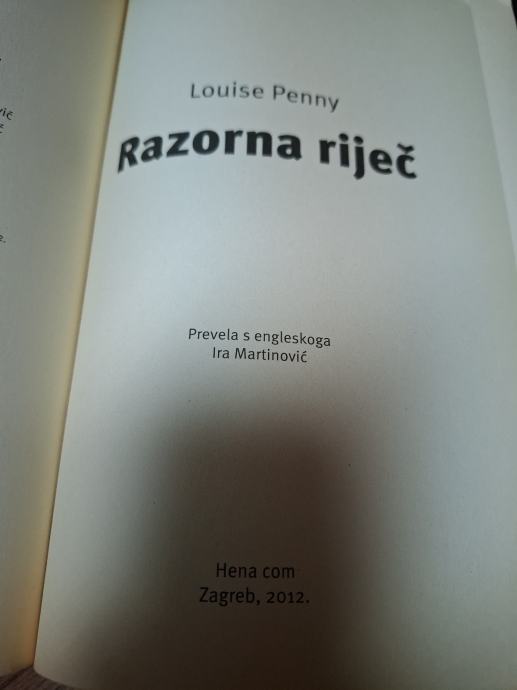 Louise Penny
Razorna riječ
Prevela s engleskoga
Ira Martinović
Hena com
Zagreb, 2012.